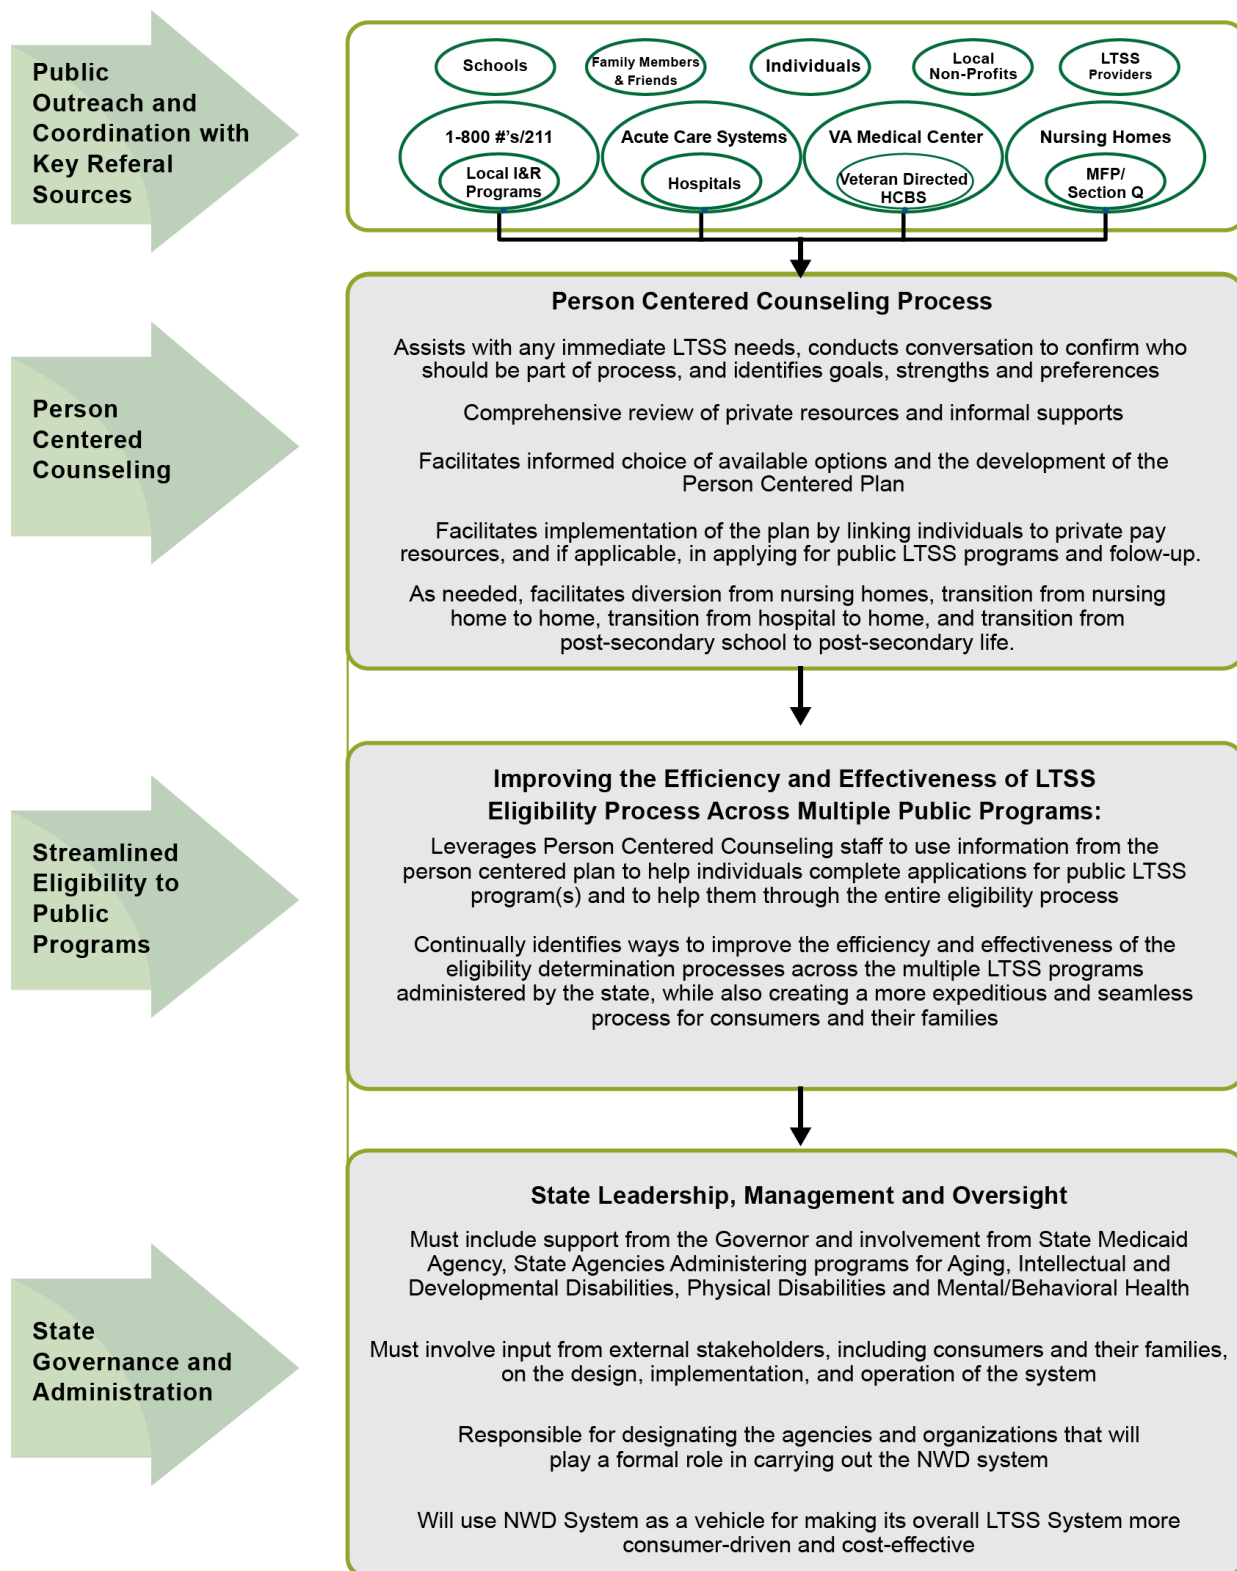 Public
Outreach and
Coordination with
Key Referal
Sources
Schools
Family Members
& Friends
Individuals
Local
Non-Profits
LTSS
Providers
1-800 #'s/211
Local I&R
Programs
Acute Care Systems
Hospitals
VA Medical Center
Veteran Directed
HCBS
Nursing Homes
MFP/
Section Q
Person
Centered
Counseling
Person Centered Counseling Process
Assists with any immediate LTSS needs, conducts conversation to confirm who
should be part of process, and identifies goals, strengths and preferences
Comprehensive review of private resources and informal supports
Facilitates informed choice of available options and the development of the
Person Centered Plan
Facilitates implementation of the plan by linking individuals to private pay
resources, and if applicable, in applying for public LTSS programs and folow-up.
As needed, facilitates diversion from nursing homes, transition from nursing
home to home, transition from hospital to home, and transition from
post-secondary school to post-secondary life.
Streamlined
Eligibility to
Public
Programs
Improving the Efficiency and Effectiveness of LTSS
Eligibility Process Across Multiple Public Programs:
Leverages Person Centered Counseling staff to use information from the
person centered plan to help individuals complete applications for public LTSS
program(s) and to help them through the entire eligibility process
Continually identifies ways to improve the efficiency and effectiveness of the
eligibility determination processes across the multiple LTSS programs
administered by the state, while also creating a more expeditious and seamless
process for consumers and their families
State
Governance and
Administration
State Leadership, Management and Oversight
Must include support from the Governor and involvement from State Medicaid
Agency, State Agencies Administering programs for Aging, Intellectual and
Developmental Disabilities, Physical Disabilities and Mental/Behavioral Health
Must involve input from external stakeholders, including consumers and their families,
on the design, implementation, and operation of the system
Responsible for designating the agencies and organizations that will
play a formal role in carrying out the NWD system
Will use NWD System as a vehicle for making its overall LTSS System more
consumer-driven and cost-effective